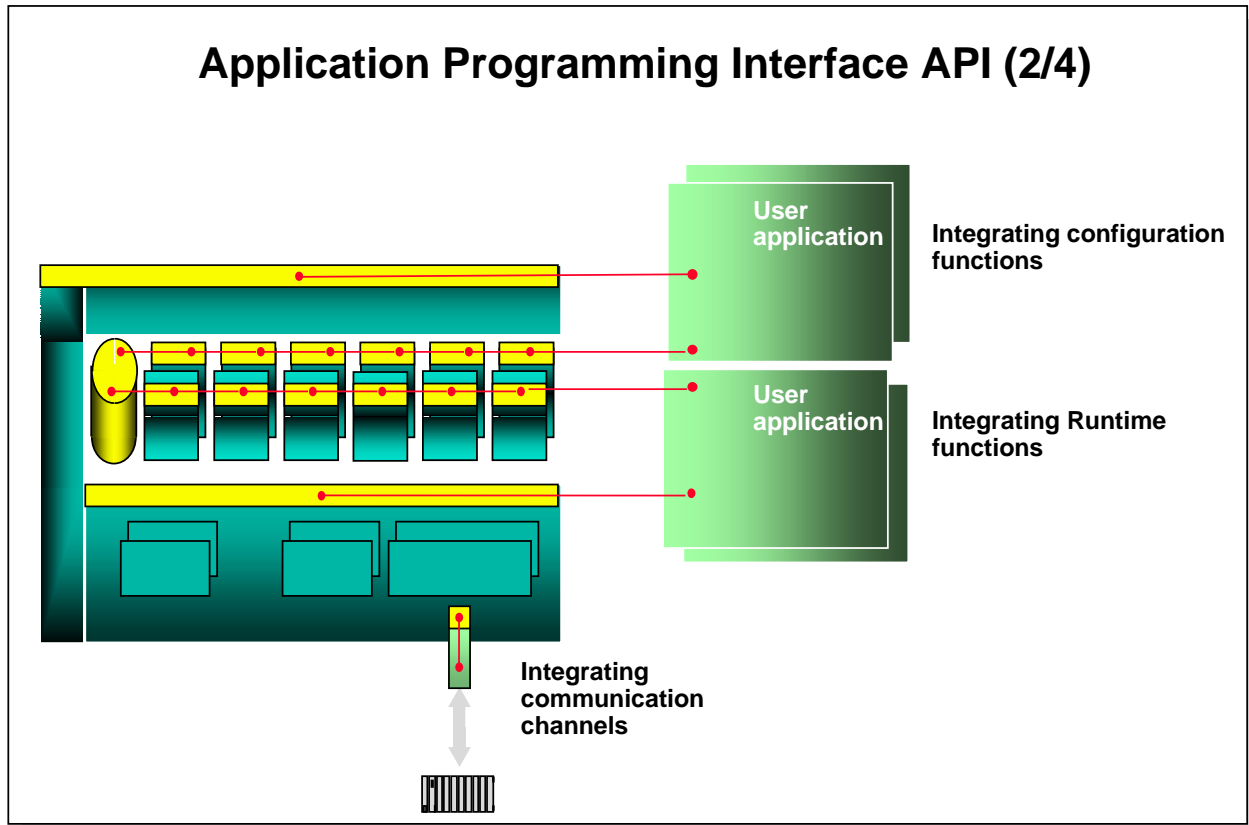 Application Programming Interface API (2/4)
User
application
Integrating configuration
functions
User
application
Integrating Runtime
functions
Integrating
communication
channels